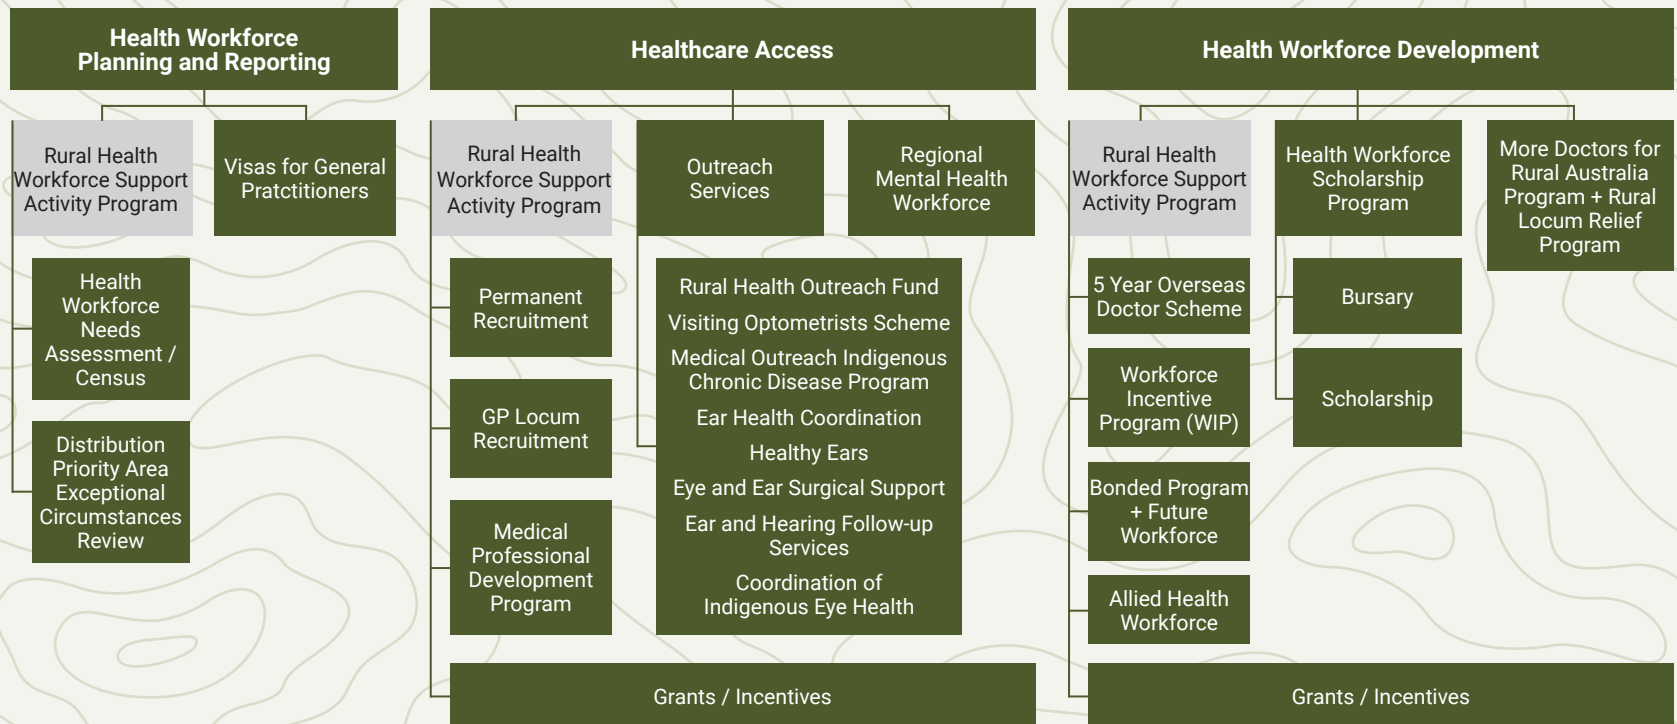 Health Workforce
Planning and Reporting
Rural Health
Workforce Support
Activity Program
Visas for General
Pratctitioners
Health
Workforce
Needs
Assessment /
Census
Distribution
Priority Area
Exceptional
Circumstances
Review
Healthcare Access
Rural Health
Workforce Support
Activity Program
Outreach
Services
Regional
Mental Health
Workforce
Permanent
Recruitment
GP Locum
Recruitment
Medical
Professional
Development
Program
Rural Health Outreach Fund
Visiting Optometrists Scheme
Medical Outreach Indigenous
Chronic Disease Program
Ear Health Coordination
Healthy Ears
Eye and Ear Surgical Support
Ear and Hearing Follow-up
Services
Coordination of
Indigenous Eye Health
Grants / Incentives
Health Workforce Development
Rural Health
Workforce Support
Activity Program
Health Workforce
Scholarship
Program
More Doctors for
Rural Australia
Program + Rural
Locum Relief
Program
5 Year Overseas
Doctor Scheme
Workforce
Incentive
Program (WIP)
Bonded Program
+ Future
Workforce
Allied Health
Workforce
Bursary
Scholarship
Grants / Incentives